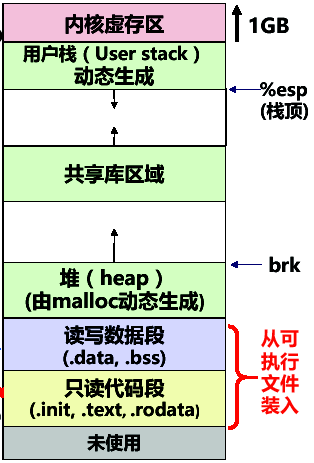 内核虚存区
1GB
用户栈（User stack）
动态生成
%esp
(栈顶)
共享库区域
brk
堆（heap）
(由malloc动态生成)
读写数据段
(.data, .bss)
从可
执行
文件
装入
只读代码段
(.init, .text, .rodata)
未使用